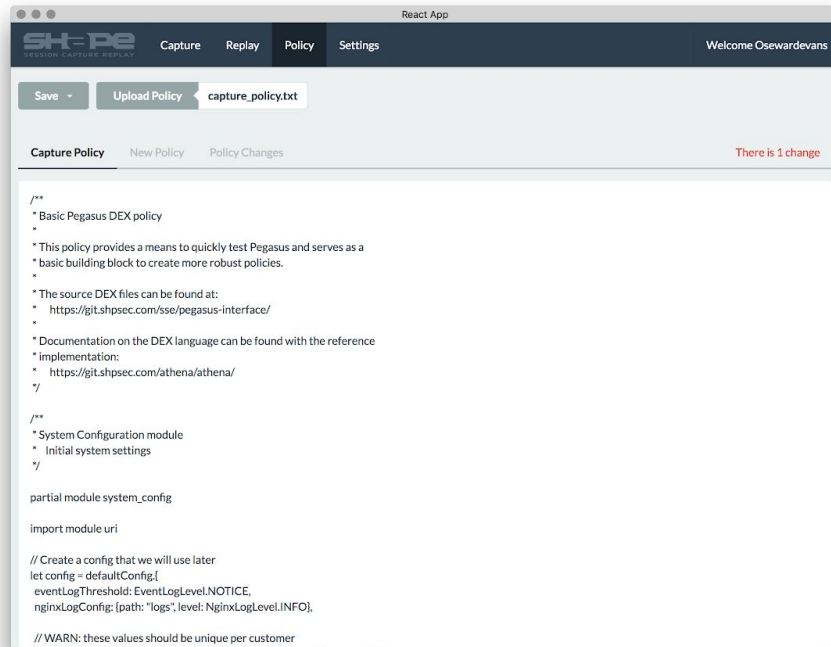 React App
SHAPE
SESSION CAPTURE REPLAY
Capture Replay Policy Settings Welcome Osewardevans
Save Upload Policy capture_policy.txt
Capture Policy New Policy Policy Changes There is 1 change
/**
* Basic Pegasus DEX policy
*
* This policy provides a means to quickly test Pegasus and serves as a
* basic building block to create more robust policies.
*
* The source DEX files can be found at:
* https://git.shpsec.com/sse/pegasus-interface/
*
* Documentation on the DEX language can be found with the reference
* implementation:
* https://git.shpsec.com/athena/athena/
*/
/**
* System Configuration module
* Initial system settings
*/
partial module system_config
import module uri
// Create a config that we will use later
let config = defaultConfig.{
eventLogThreshold: EventLogLevel.NOTICE,
nginxLogConfig: {path: "logs", level: NginxLogLevel.INFO},
// WARN: these values should be unique per customer